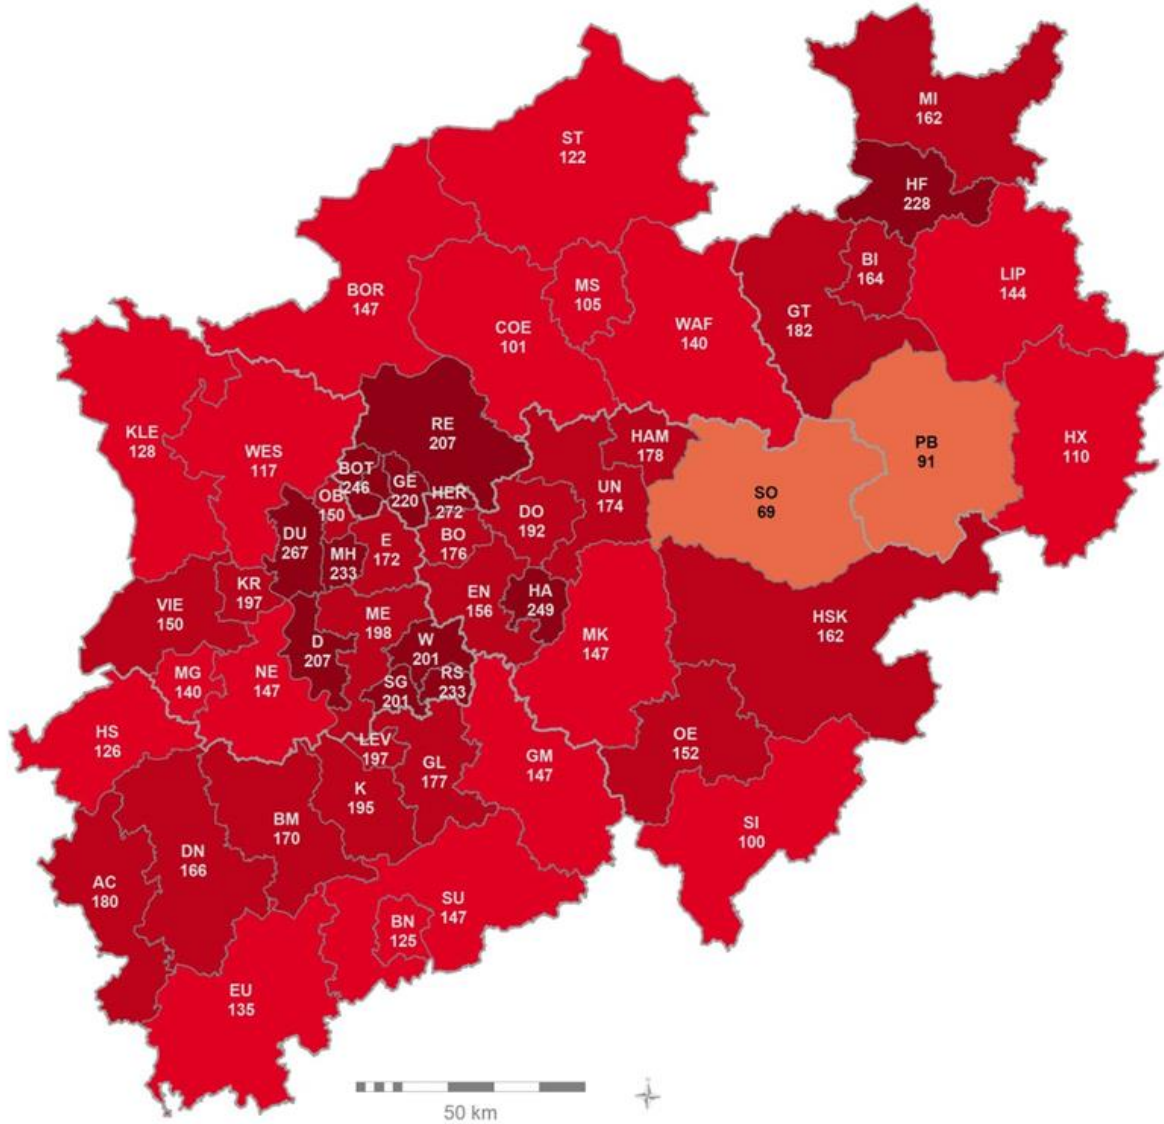 MI
162
ST
122
HF
228
BI
164
LIP
144
MS
105
BOR
147
GT
182
COE
101
WAF
140
RE
207
KLE
128
WES
117
HAM
178
PB
91
HX
110
BOT
246
GE
220
HER
272
OB
150
UN
174
SO
69
DO
192
DU
267
E
172
BO
176
MH
233
KR
197
EN
156
HA
249
VIE
150
ME
198
HSK
162
D
207
W
201
MK
147
MG
140
NE
147
SG
201
RS
233
HS
126
LEV
197
OE
152
GL
177
GM
147
K
195
BM
170
SI
100
DN
166
AC
180
SU
147
BN
125
EU
135
50 km